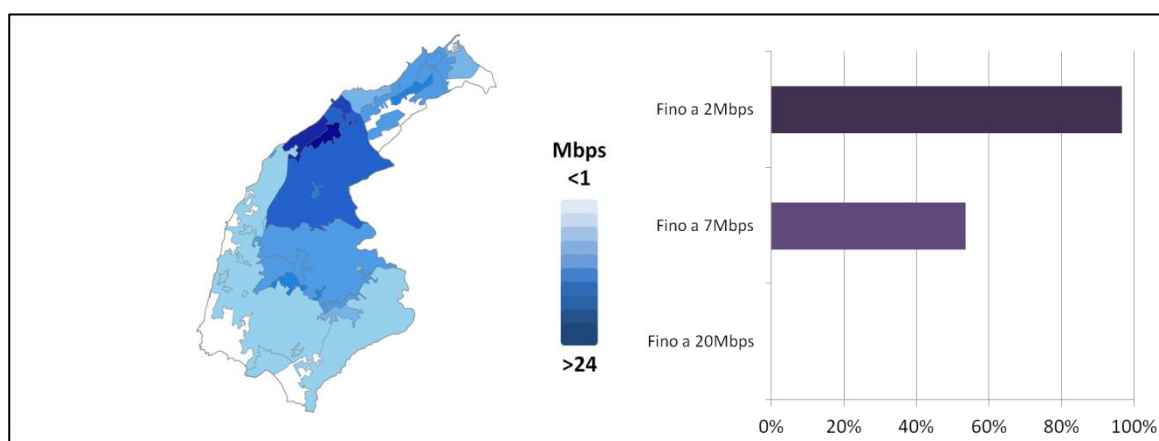 Mbps
<1
>24
Fino a 2Mbps
Fino a 7Mbps
Fino a 20Mbps
0% 20% 40% 60% 80% 100%